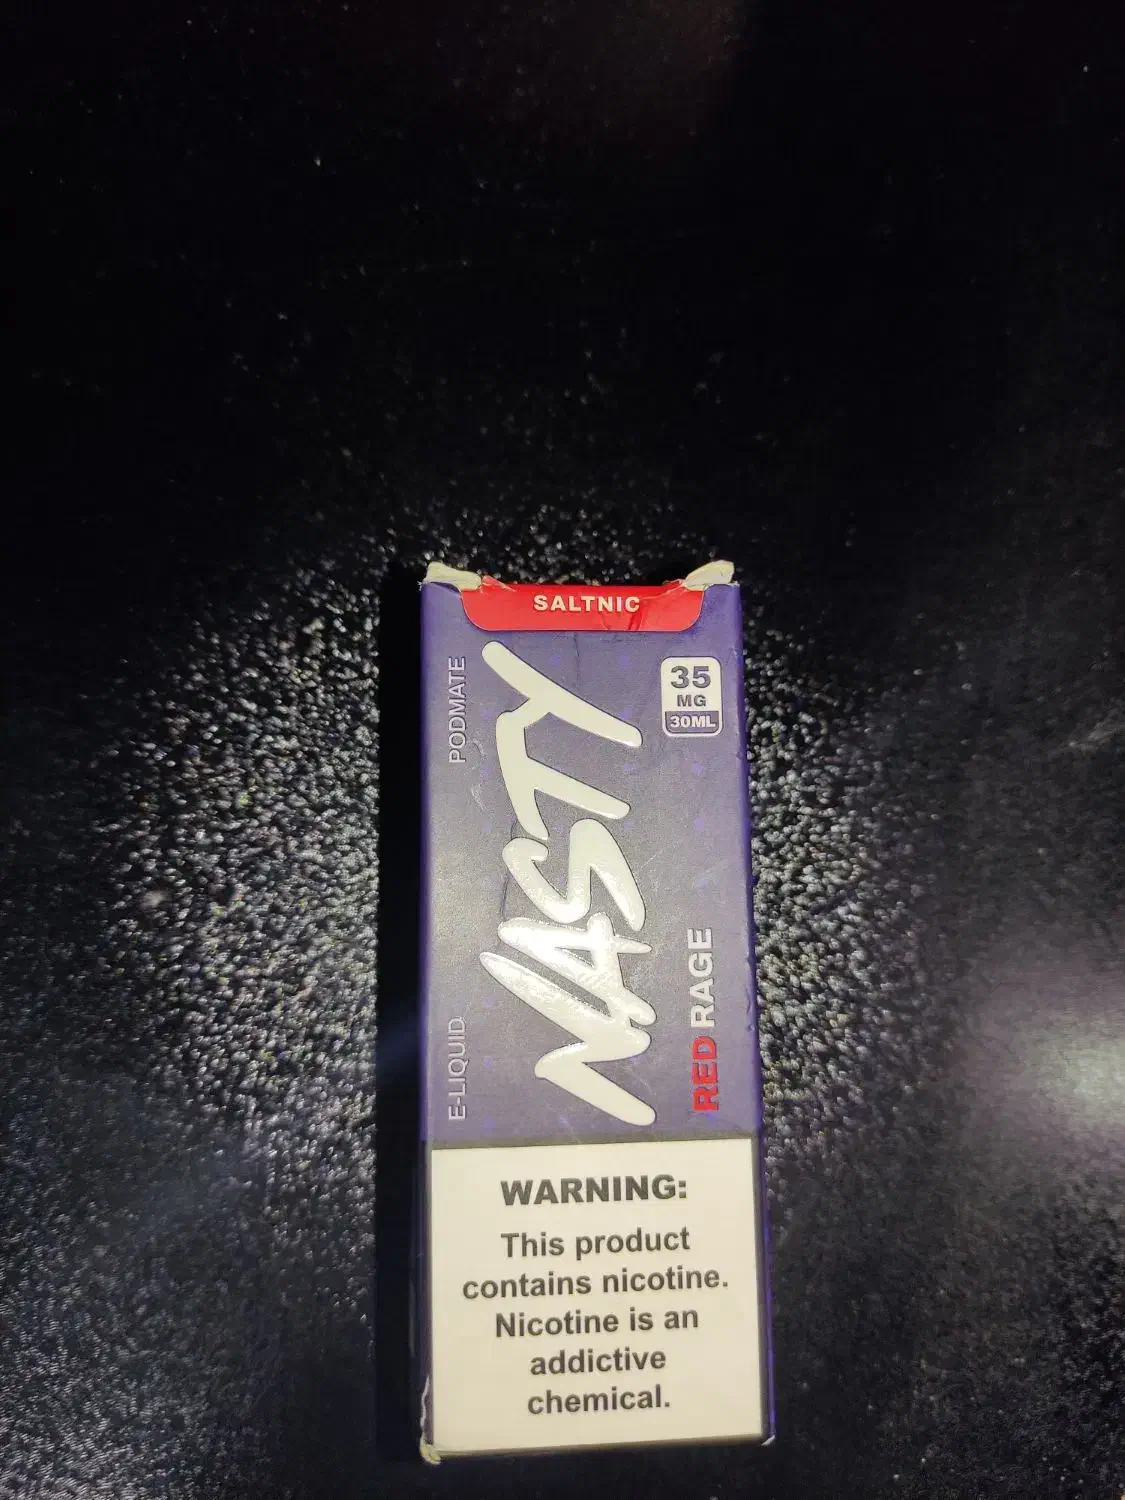 SALTNIC
35
MG
30ML
PODMATE
E-LIQUID
NASTY
RED RAGE
WARNING:
This product
contains nicotine.
Nicotine is an
addictive
chemical.